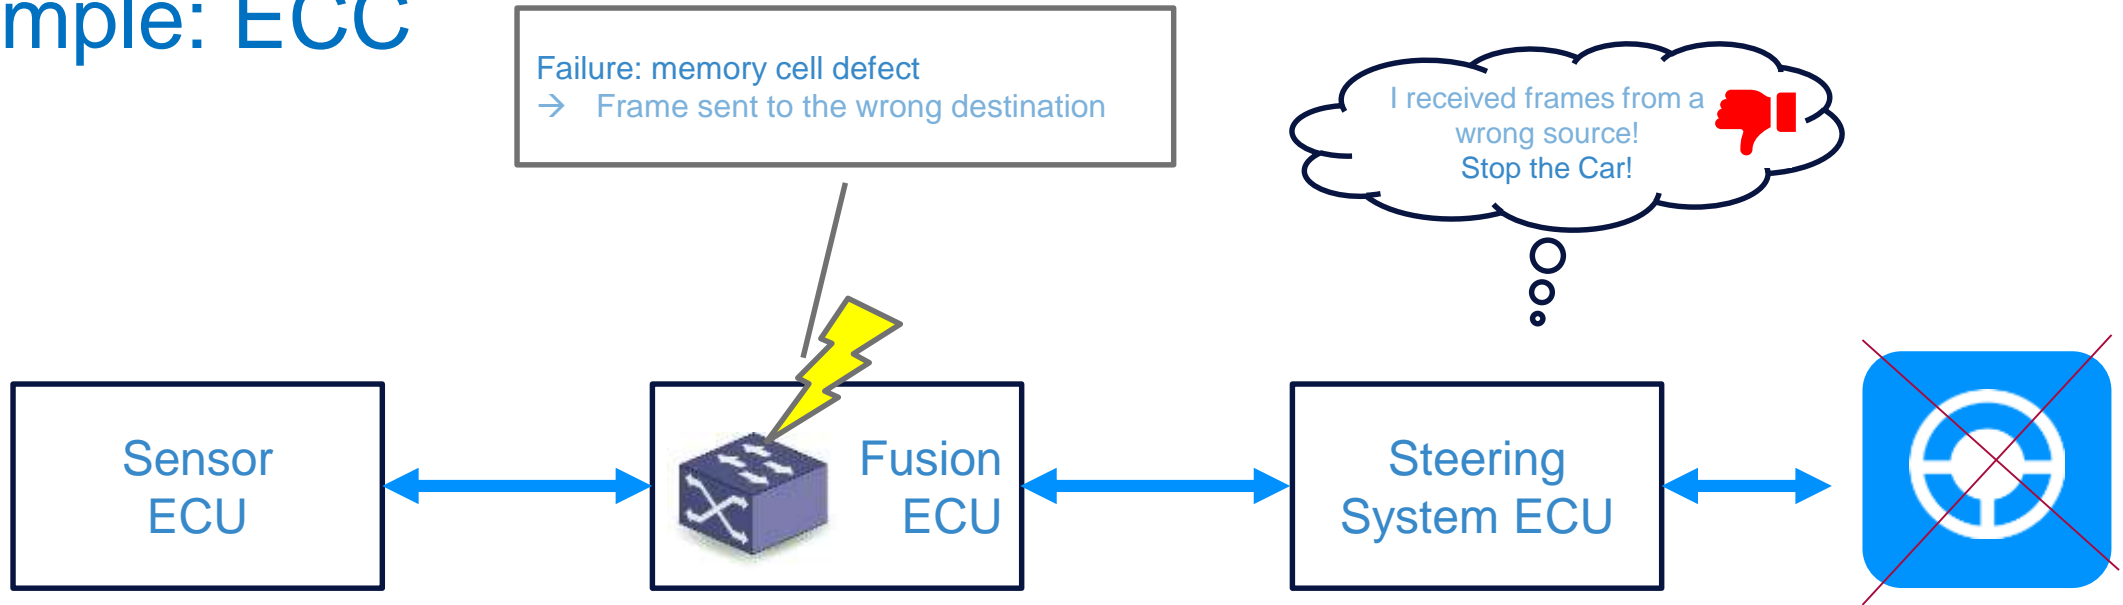 mple: ECC
Failure: memory cell defect
→ Frame sent to the wrong destination
I received frames from a
wrong source!
Stop the Car!
Sensor
ECU
Fusion
ECU
Steering
System ECU